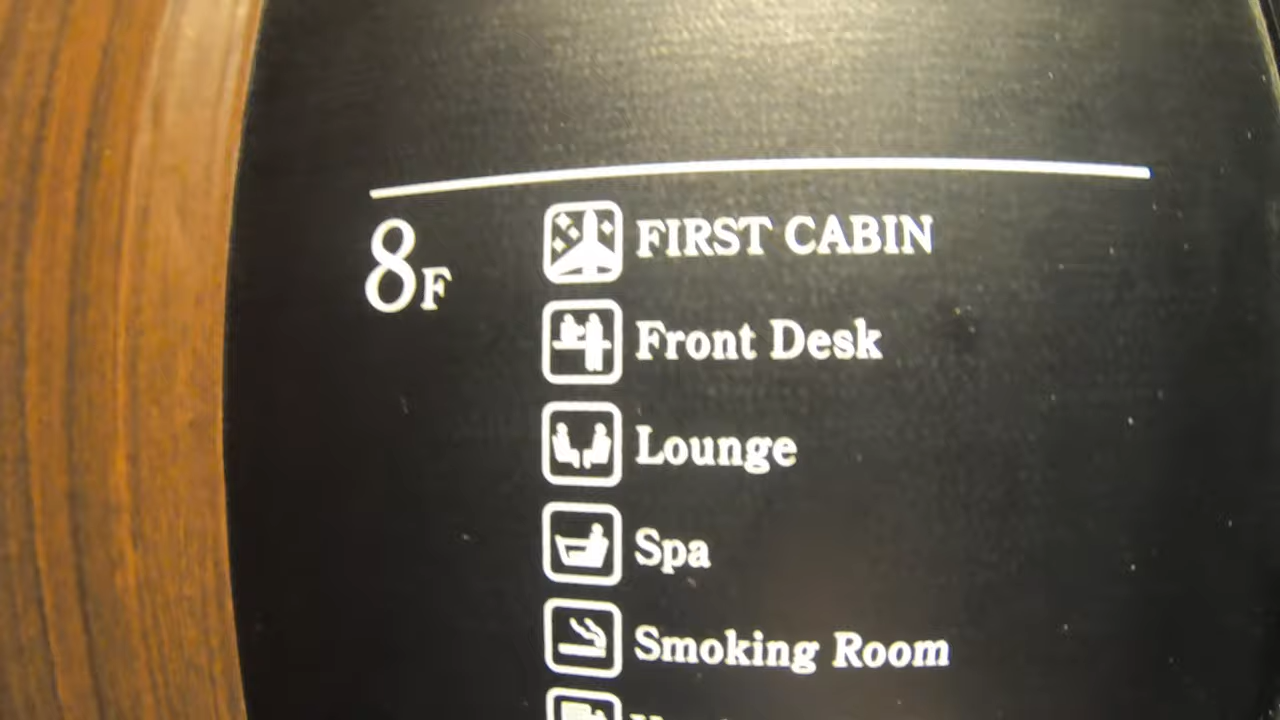 8F
FIRST CABIN
Front Desk
Lounge
Spa
Smoking Room